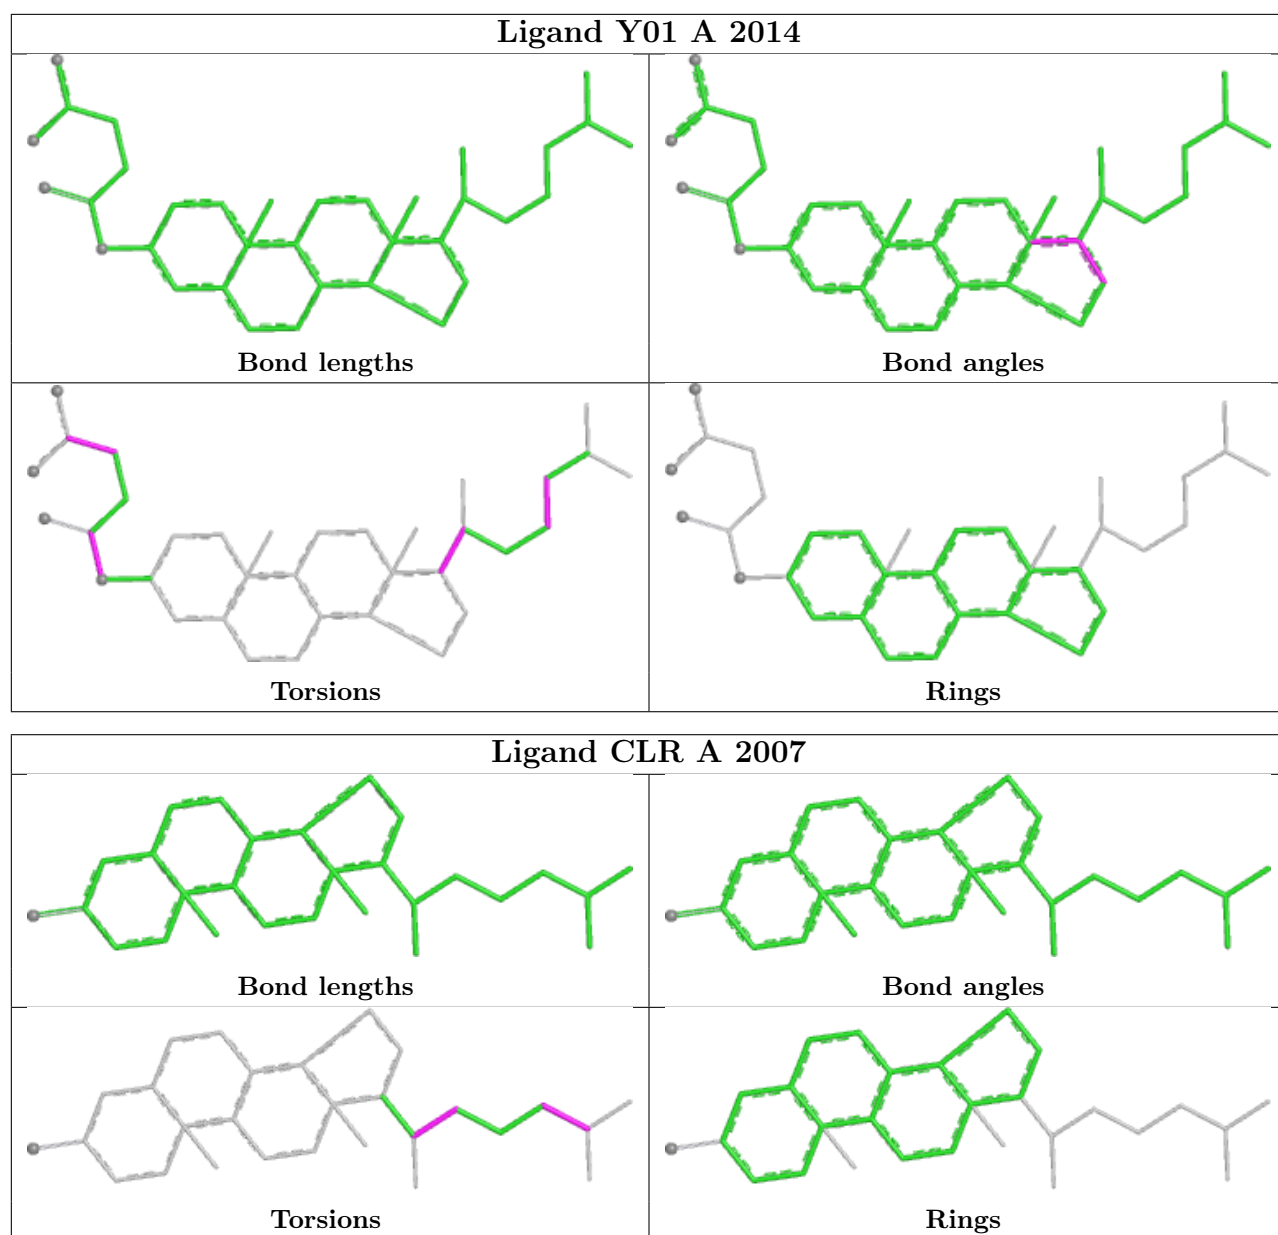 Ligand Y01 A 2014
Bond lengths
Bond angles
Torsions
Rings
Ligand CLR A 2007
Bond lengths
Bond angles
Torsions
Rings